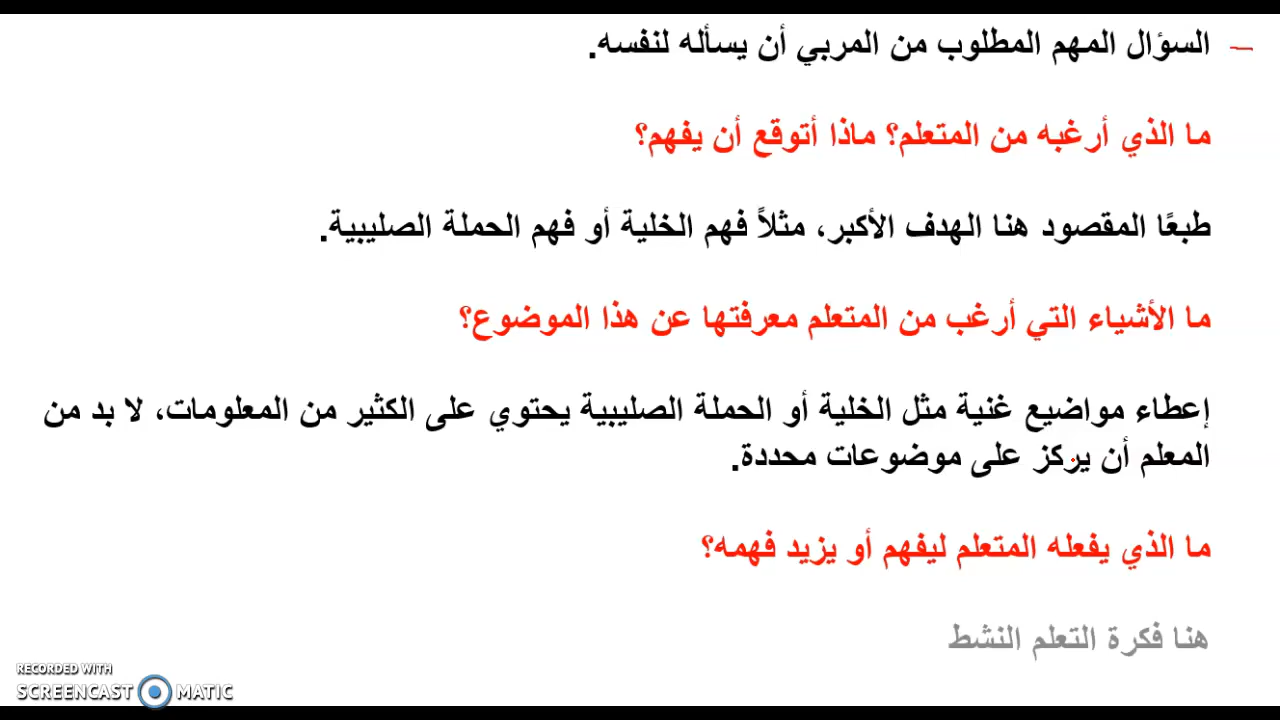 السؤال المهم المطلوب من المربي أن يسأله لنفسه.
ما الذي أرغبه من المتعلم؟ ماذا أتوقع أن يفهم؟
طبعًا المقصود هنا الهدف الأكبر، مثلاً فهم الخلية أو فهم الحملة الصليبية.
ما الأشياء التي أرغب من المتعلم معرفتها عن هذا الموضوع؟
إعطاء مواضيع غنية مثل الخلية أو الحملة الصليبية يحتوي على الكثير من المعلومات، لا بد من
المعلم أن يركز على موضوعات محددة.
ما الذي يفعله المتعلم ليفهم أو يزيد فهمه؟
هنا فكرة التعلم النشط
RECORDED WITH
SCREENCAST MATIC